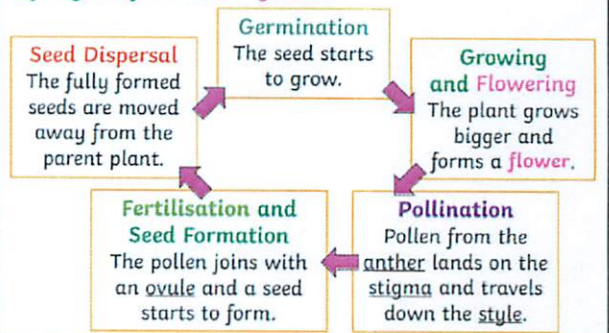 Germination
The seed starts
to grow.
Growing
and Flowering
The plant grows
bigger and
forms a flower.
Pollination
Pollen from the
anther lands on the
stigma and travels
down the style.
Fertilisation and
Seed Formation
The pollen joins with
an ovule and a seed
starts to form.
Seed Dispersal
The fully formed
seeds are moved
away from the
parent plant.